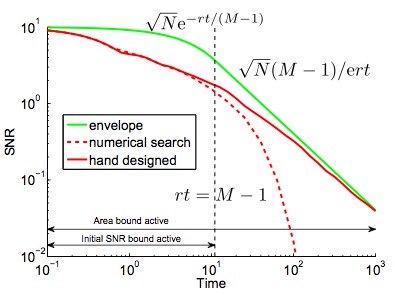 √N e^{-rt/(M-1)}
√N(M-1)/ert
10^1
10^0
10^{-1}
10^{-2}
SNR
envelope
numerical search
hand designed
rt = M - 1
Area bound active
Initial SNR bound active
10^{-1}
10^0
10^1
10^2
10^3
Time